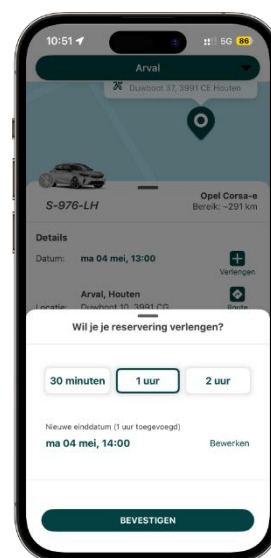 10:51
5G 86
Arval
Duwboot 37, 3991 CE Houten
S-976-LH
Opel Corsa-e
Bereik: ~291 km
Details
Datum: ma 04 mei, 13:00
Verlengen
Arval, Houten
Locatie: Duwboot 10, 3991 CG
Route
Wil je je reservering verlengen?
30 minuten 1 uur 2 uur
Nieuwe einddatum (1 uur toegevoegd)
ma 04 mei, 14:00 Bewerken
BEVESTIGEN